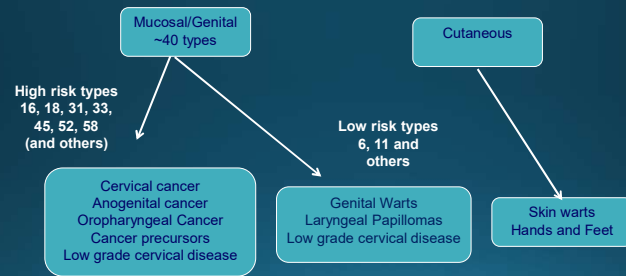 Mucosal/Genital
~40 types
Cutaneous
High risk types
16, 18, 31, 33,
45, 52, 58
(and others)
Low risk types
6, 11 and
others
Cervical cancer
Anogenital cancer
Oropharyngeal Cancer
Cancer precursors
Low grade cervical disease
Genital Warts
Laryngeal Papillomas
Low grade cervical disease
Skin warts
Hands and Feet